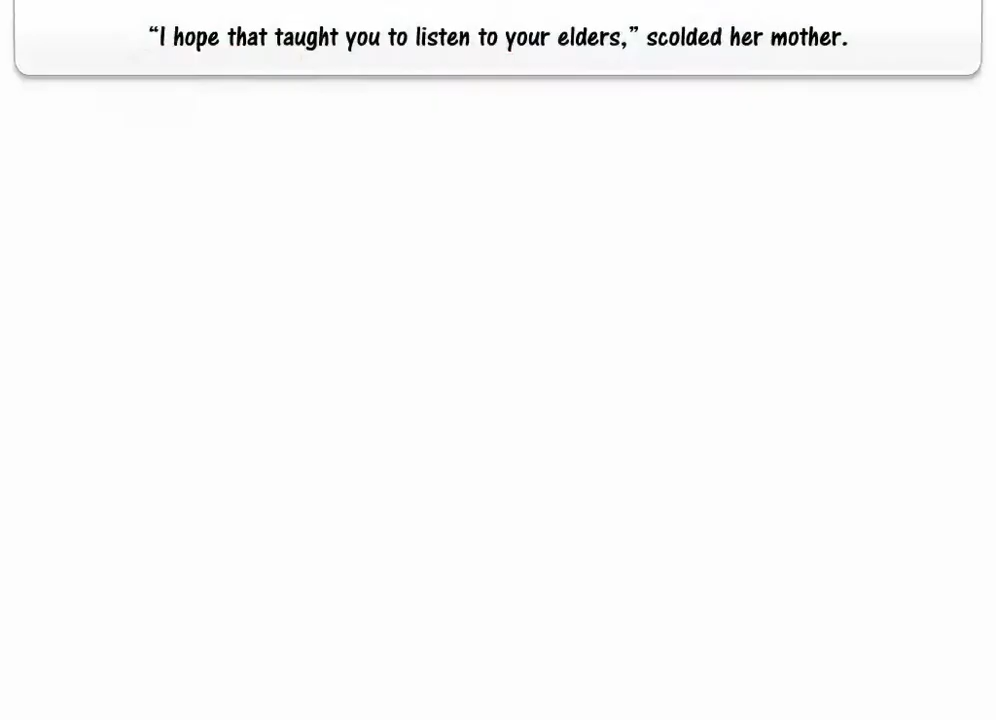 “I hope that taught you to listen to your elders,” scolded her mother.